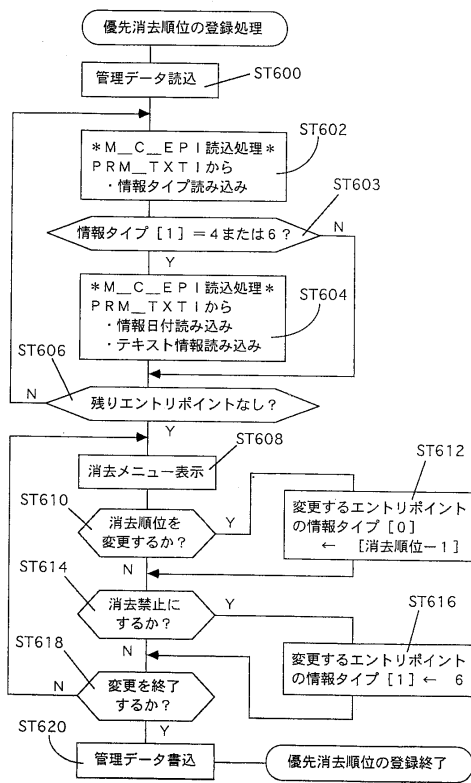 優先消去順位の登録処理
管理データ読込
ST600
＊M__C__EPI読込処理＊
PRM__TXTIから
・情報タイプ読み込み
ST602
情報タイプ［1］＝4または6？
ST603
N
Y
＊M__C__EPI読込処理＊
PRM__TXTIから
・情報日付読み込み
・テキスト情報読み込み
ST604
ST606
残りエントリポイントなし？
N
Y
消去メニュー表示
ST608
ST610
消去順位を
変更するか？
Y
N
ST612
変更するエントリポイント
の情報タイプ［0］
← ［消去順位－1］
ST614
消去禁止に
するか？
Y
N
ST616
変更するエントリポイント
の情報タイプ［1］← 6
ST618
変更を終了
するか？
N
Y
ST620
管理データ書込
優先消去順位の登録終了